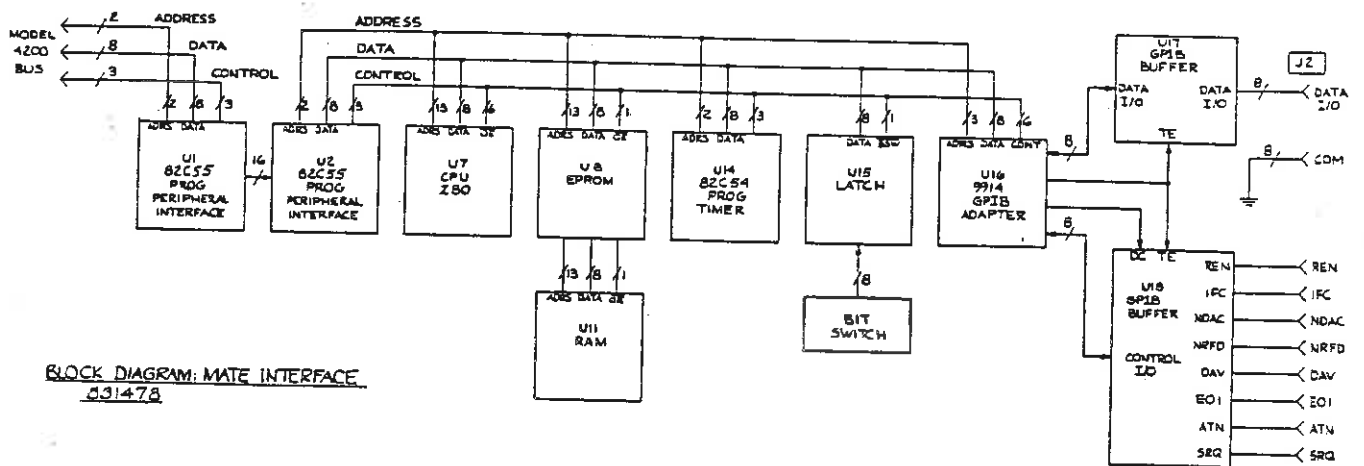 MODEL
4200
BUS
2 ADDRESS
8 DATA
3 CONTROL
2 8 3
ADRS DATA
U1
82C55
PROG
PERIPHERAL
INTERFACE
16
ADDRESS
DATA
CONTROL
2 8 3
ADRS DATA
U2
82C55
PROG
PERIPHERAL
INTERFACE
13 8 6
ADRS DATA
U7
CPU
Z80
13 8 1
ADRS DATA CE
U8
EPROM
13 8 1
ADRS DATA CE
U11
RAM
2 8 3
ADRS DATA
U14
82C54
PROG
TIMER
8 1
DATA BSW
U15
LATCH
8
BIT
SWITCH
3 8 6
ADRS DATA CONT
U16
9914
GPIB
ADAPTER
8
8
U17
GPIB
BUFFER
DATA
I/O
DATA
I/O
TE
J2
8 DATA
I/O
8 COM
DC TE
U18
GPIB
BUFFER
CONTROL
I/O
REN REN
IFC IFC
NDAC NDAC
NRFD NRFD
DAV DAV
EOI EOI
ATN ATN
SRQ SRQ
BLOCK DIAGRAM: MATE INTERFACE
531478